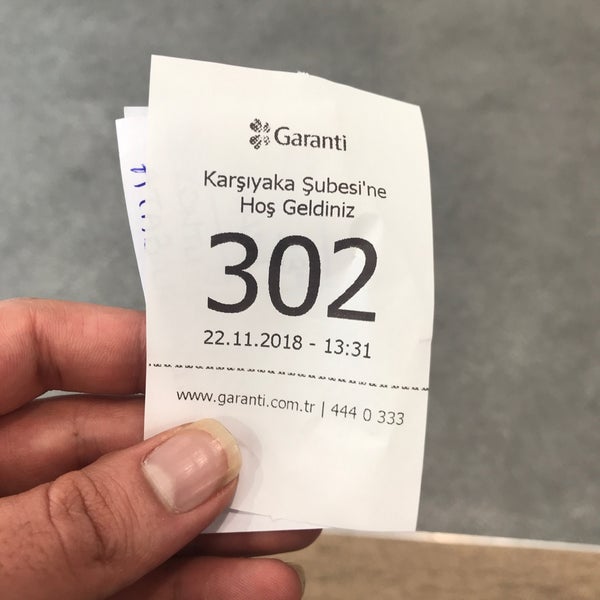 Garanti
Karşıyaka Şubesi'ne
Hoş Geldiniz
302
22.11.2018 - 13:31
www.garanti.com.tr | 444 0 333